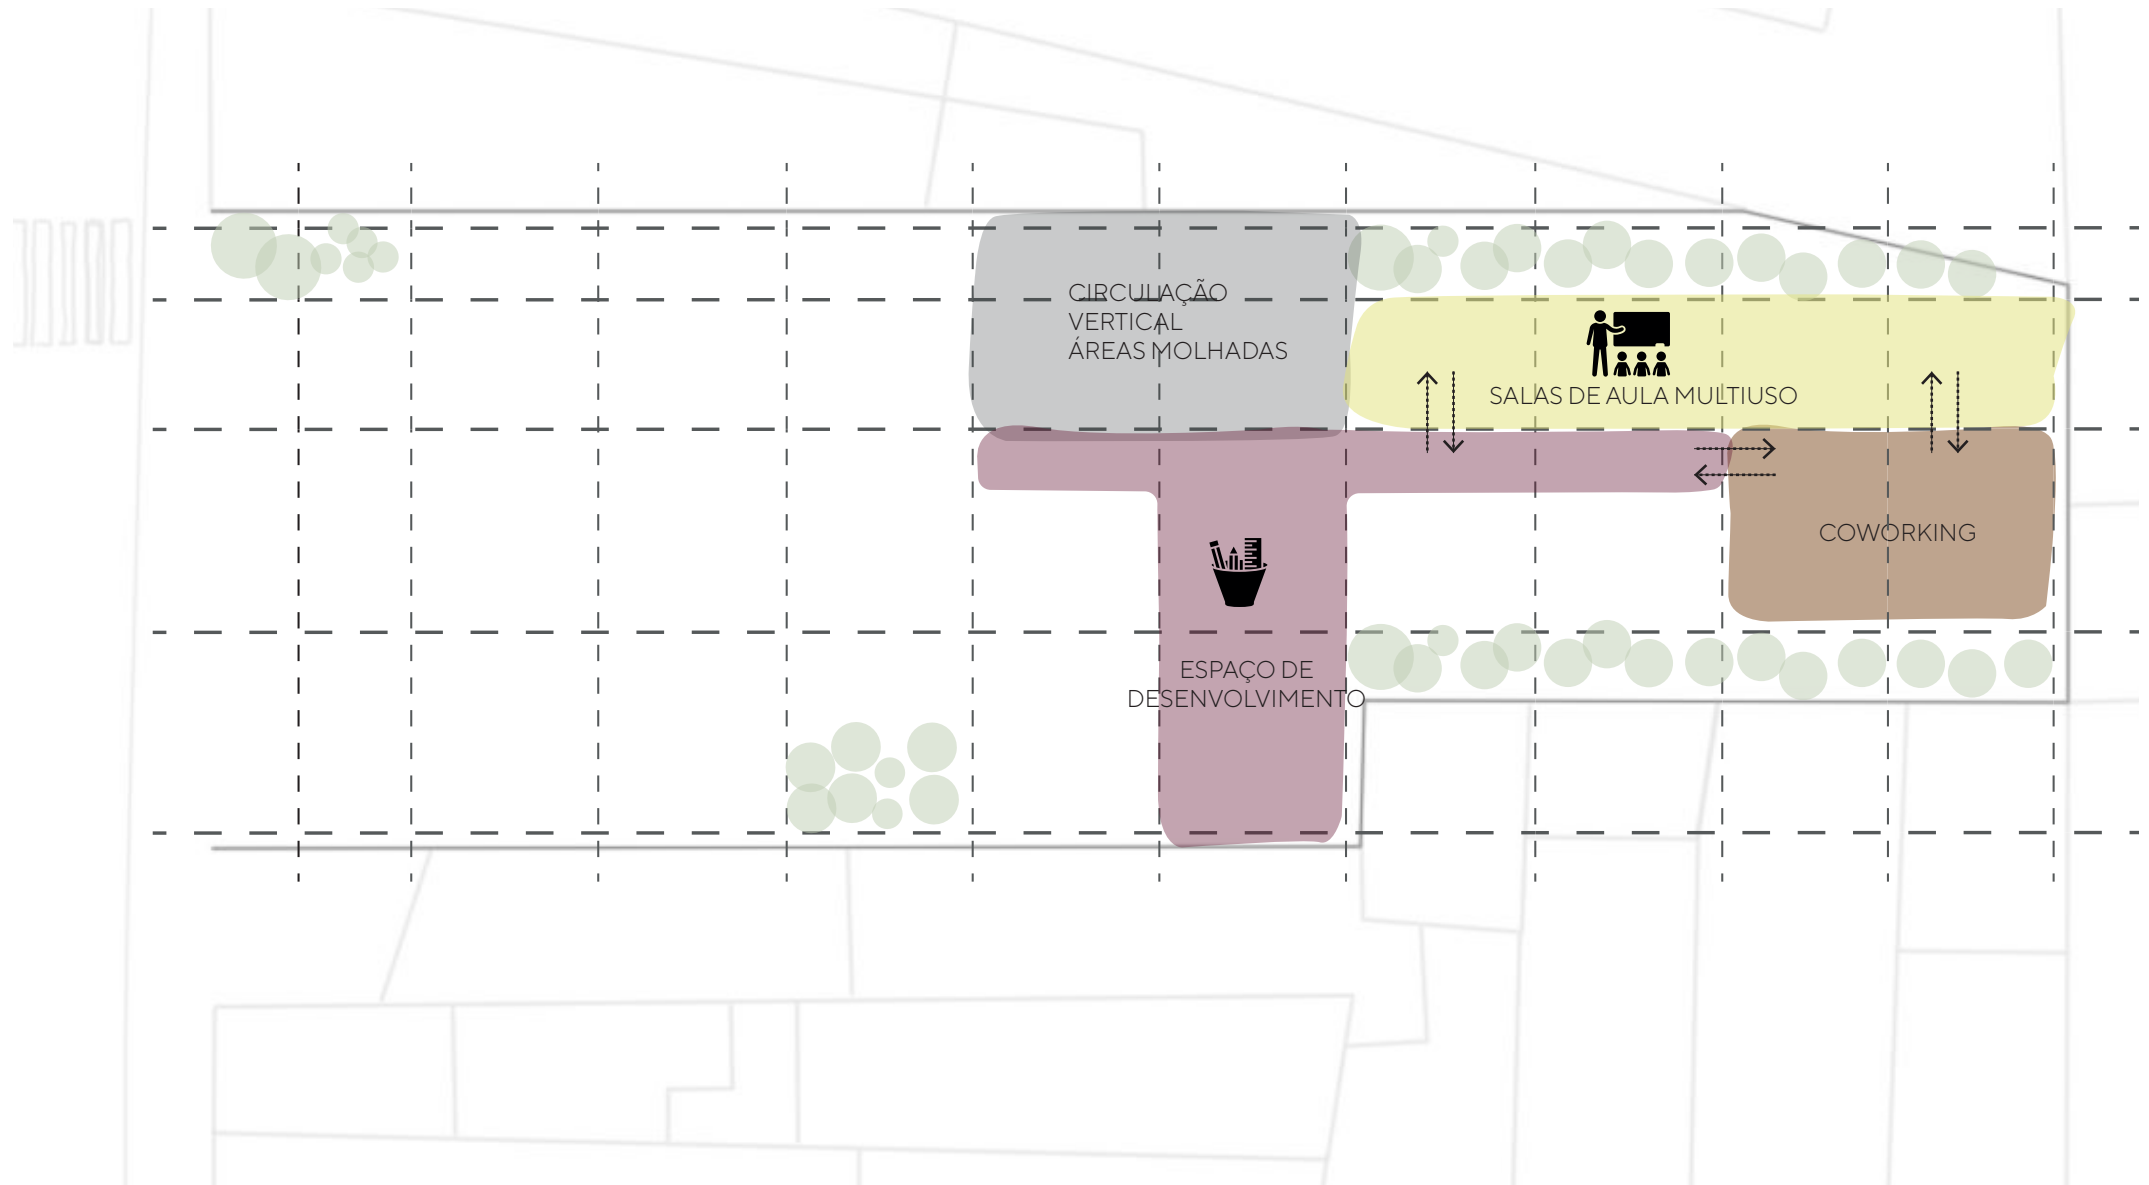 CIRCULAÇÃO
VERTICAL
ÁREAS MOLHADAS
SALAS DE AULA MULTIUSO
COWORKING
ESPAÇO DE
DESENVOLVIMENTO